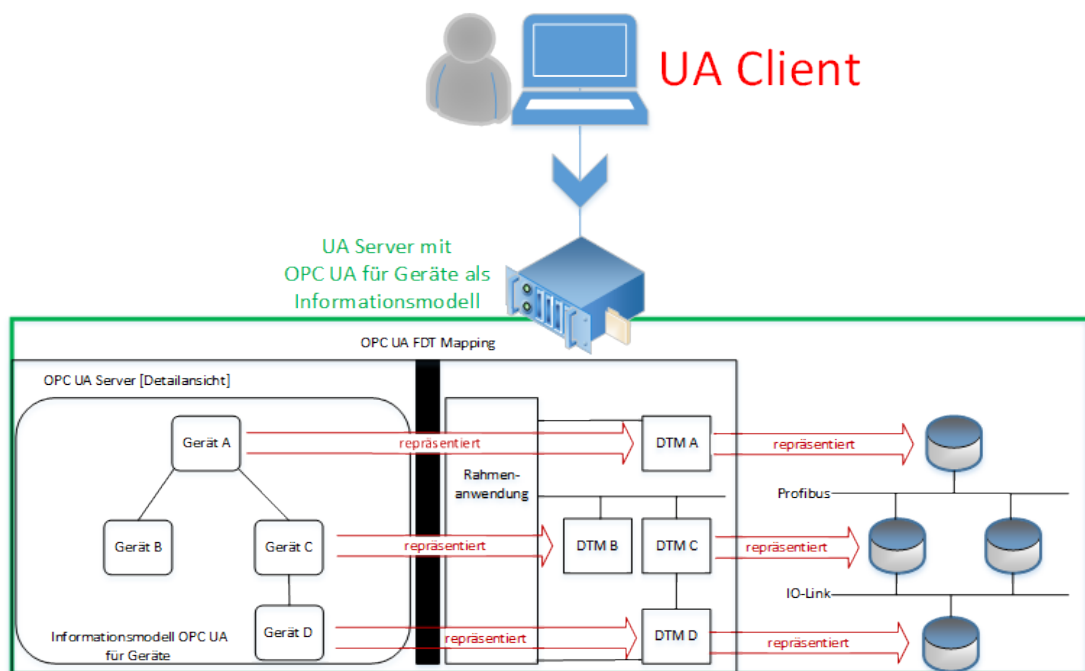 UA Client
UA Server mit
OPC UA für Geräte als
Informationsmodell
OPC UA FDT Mapping
OPC UA Server [Detailansicht]
Gerät A
repräsentiert
DTM A
repräsentiert
Rahmen-
anwendung
Profibus
Gerät B
Gerät C
repräsentiert
DTM B
DTM C
repräsentiert
IO-Link
Gerät D
repräsentiert
DTM D
repräsentiert
Informationsmodell OPC UA
für Geräte